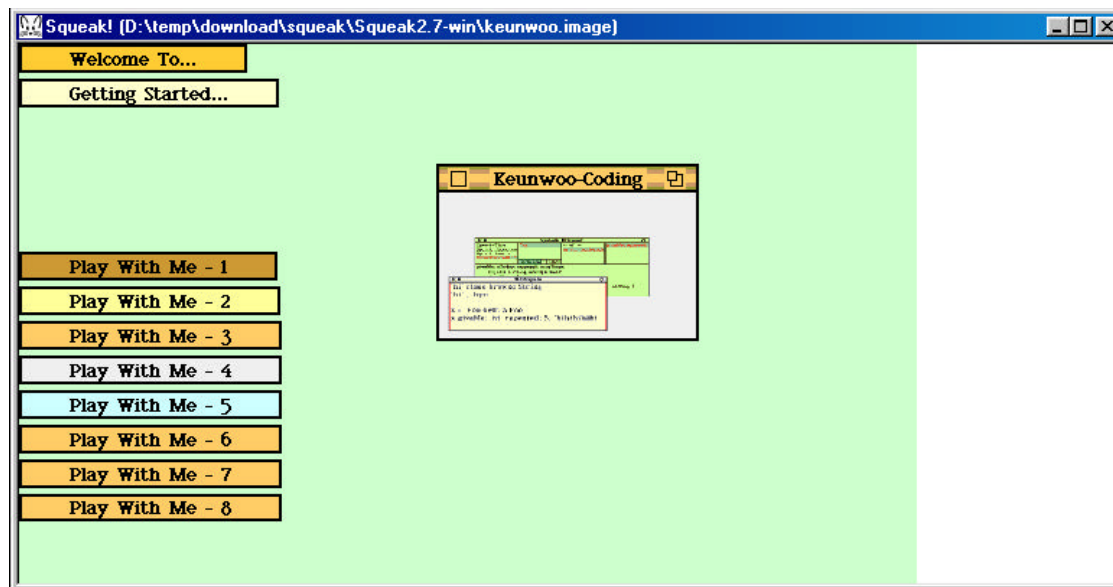 Squeak! (D:\temp\download\squeak\Squeak2.7-win\keunwoo.image)
Welcome To...
Getting Started...
Keunwoo-Coding
Play With Me - 1
Play With Me - 2
Play With Me - 3
Play With Me - 4
Play With Me - 5
Play With Me - 6
Play With Me - 7
Play With Me - 8